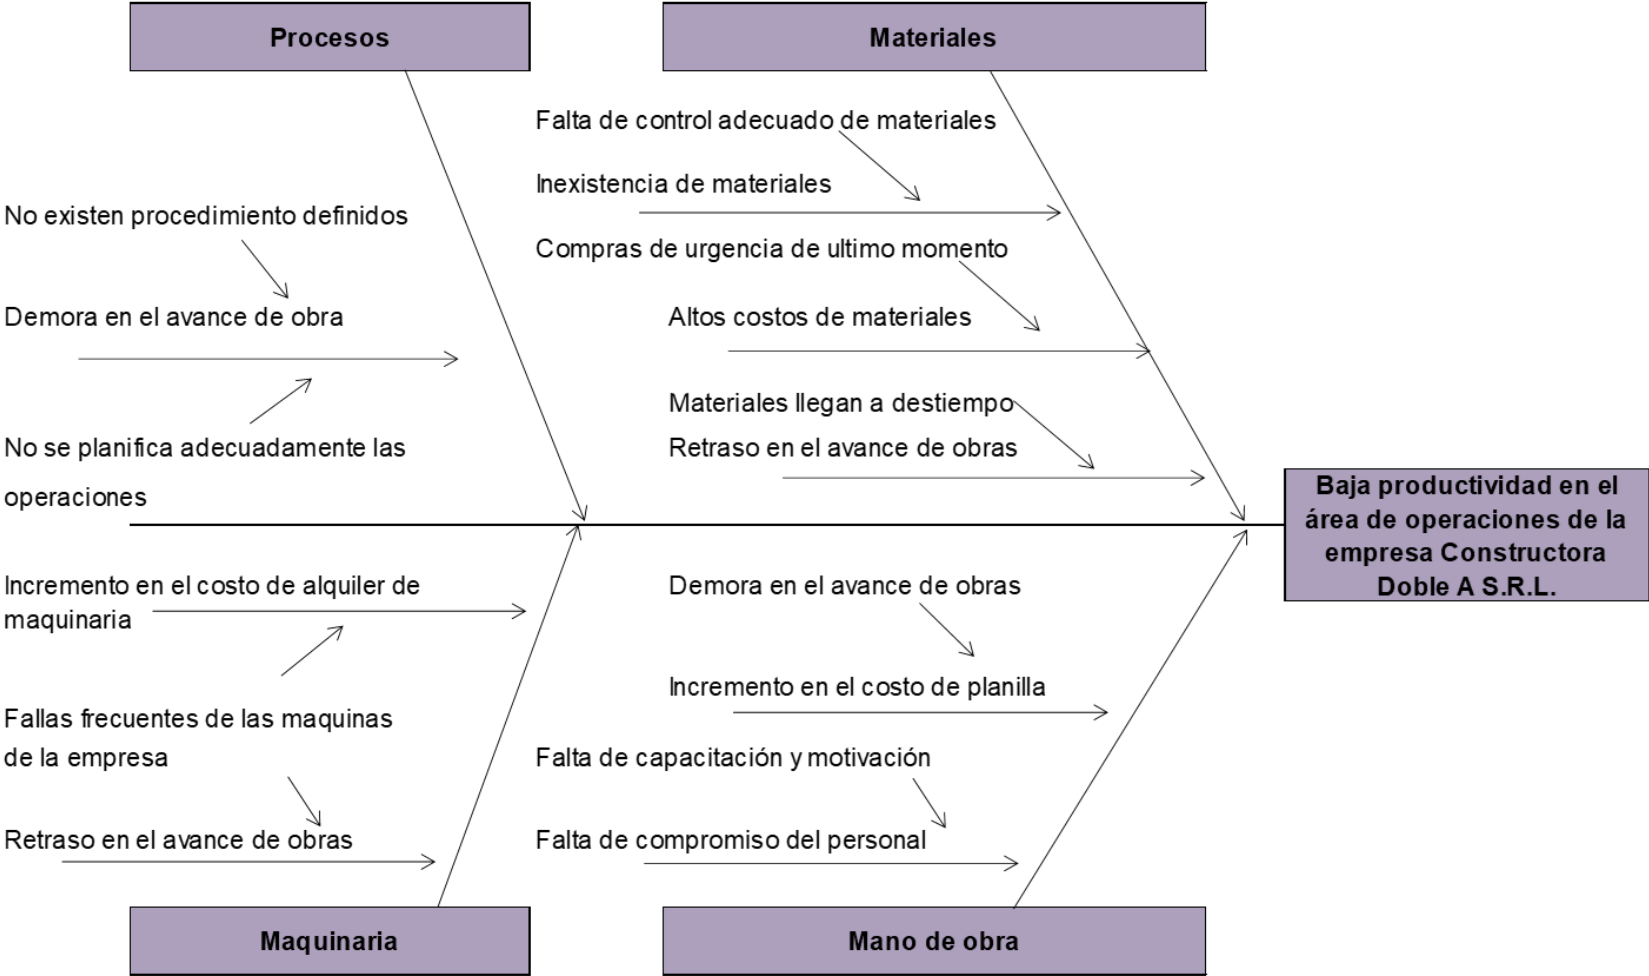 Procesos
Materiales
Falta de control adecuado de materiales
Inexistencia de materiales
No existen procedimiento definidos
Compras de urgencia de ultimo momento
Demora en el avance de obra
Altos costos de materiales
Materiales llegan a destiempo
No se planifica adecuadamente las
operaciones
Retraso en el avance de obras
Baja productividad en el
área de operaciones de la
empresa Constructora
Doble A S.R.L.
Incremento en el costo de alquiler de
maquinaria
Demora en el avance de obras
Incremento en el costo de planilla
Fallas frecuentes de las maquinas
de la empresa
Falta de capacitación y motivación
Retraso en el avance de obras
Falta de compromiso del personal
Maquinaria
Mano de obra